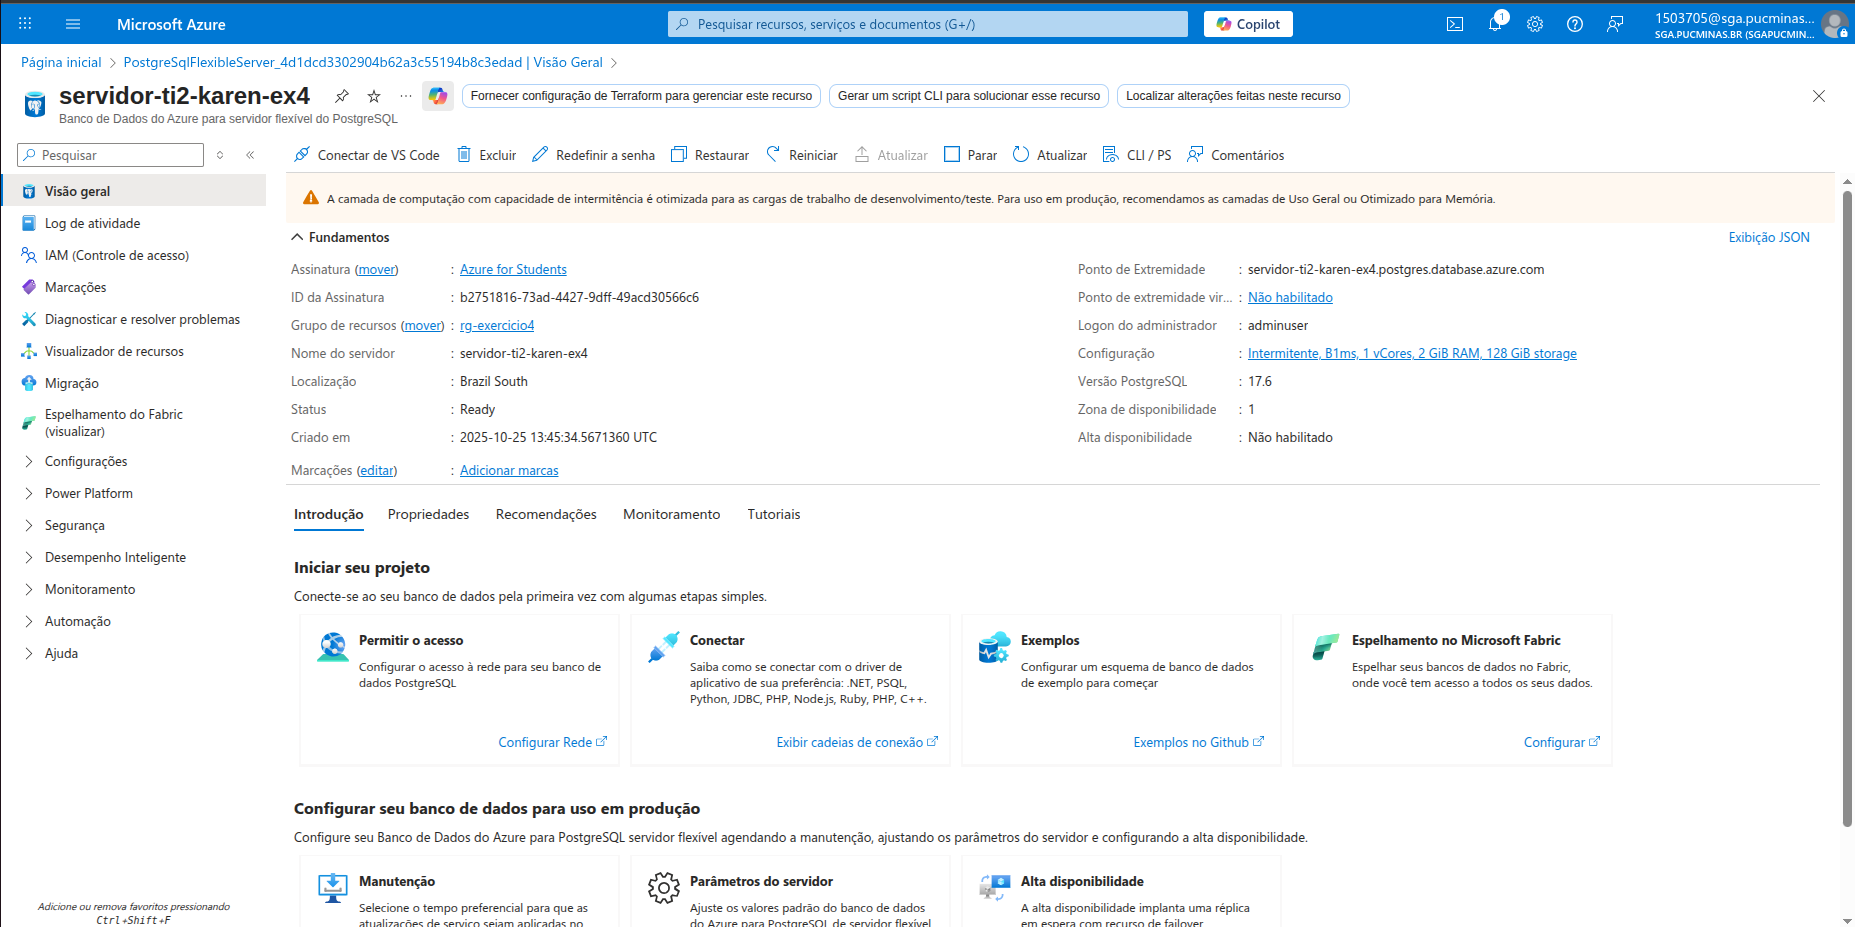 Microsoft Azure
Pesquisar recursos, serviços e documentos (G+/)
Copilot
1
1503705@sga.pucminas...
SGA.PUCMINAS.BR (SGAPUCMIN...
Página inicial > PostgreSqlFlexibleServer_4d1dcd3302904b62a3c55194b8c3edad | Visão Geral >
servidor-ti2-karen-ex4
Fornecer configuração de Terraform para gerenciar este recurso
Gerar um script CLI para solucionar esse recurso
Localizar alterações feitas neste recurso
Banco de Dados do Azure para servidor flexível do PostgreSQL
Pesquisar
Conectar de VS Code
Excluir
Redefinir a senha
Restaurar
Reiniciar
Atualizar
Parar
Atualizar
CLI / PS
Comentários
Visão geral
Log de atividade
IAM (Controle de acesso)
Marcações
Diagnosticar e resolver problemas
Visualizador de recursos
Migração
Espelhamento do Fabric
(visualizar)
Configurações
Power Platform
Segurança
Desempenho Inteligente
Monitoramento
Automação
Ajuda
Adicione ou remova favoritos pressionando
Ctrl+Shift+F
A camada de computação com capacidade de intermitência é otimizada para as cargas de trabalho de desenvolvimento/teste. Para uso em produção, recomendamos as camadas de Uso Geral ou Otimizado para Memória.
Fundamentos
Exibição JSON
Assinatura (mover) : Azure for Students
ID da Assinatura : b2751816-73ad-4427-9dff-49acd30566c6
Grupo de recursos (mover) : rg-exercicio4
Nome do servidor : servidor-ti2-karen-ex4
Localização : Brazil South
Status : Ready
Criado em : 2025-10-25 13:45:34.5671360 UTC
Marcações (editar) : Adicionar marcas
Ponto de Extremidade : servidor-ti2-karen-ex4.postgres.database.azure.com
Ponto de extremidade vir... : Não habilitado
Logon do administrador : adminuser
Configuração : Intermitente, B1ms, 1 vCores, 2 GiB RAM, 128 GiB storage
Versão PostgreSQL : 17.6
Zona de disponibilidade : 1
Alta disponibilidade : Não habilitado
Introdução
Propriedades
Recomendações
Monitoramento
Tutoriais
Iniciar seu projeto
Conecte-se ao seu banco de dados pela primeira vez com algumas etapas simples.
Permitir o acesso
Configurar o acesso à rede para seu banco de
dados PostgreSQL
Configurar Rede
Conectar
Saiba como se conectar com o driver de
aplicativo de sua preferência: .NET, PSQL,
Python, JDBC, PHP, Node.js, Ruby, PHP, C++.
Exibir cadeias de conexão
Exemplos
Configurar um esquema de banco de dados
de exemplo para começar
Exemplos no Github
Espelhamento no Microsoft Fabric
Espelhar seus bancos de dados no Fabric,
onde você tem acesso a todos os seus dados.
Configurar
Configurar seu banco de dados para uso em produção
Configure seu Banco de Dados do Azure para PostgreSQL servidor flexível agendando a manutenção, ajustando os parâmetros do servidor e configurando a alta disponibilidade.
Manutenção
Selecione o tempo preferencial para que as
atualizações de serviço sejam aplicadas no
Parâmetros do servidor
Ajuste os valores padrão do banco de dados
do Azure para PostgreSQL de servidor flexível
Alta disponibilidade
A alta disponibilidade implanta uma réplica
em espera com recurso de failover